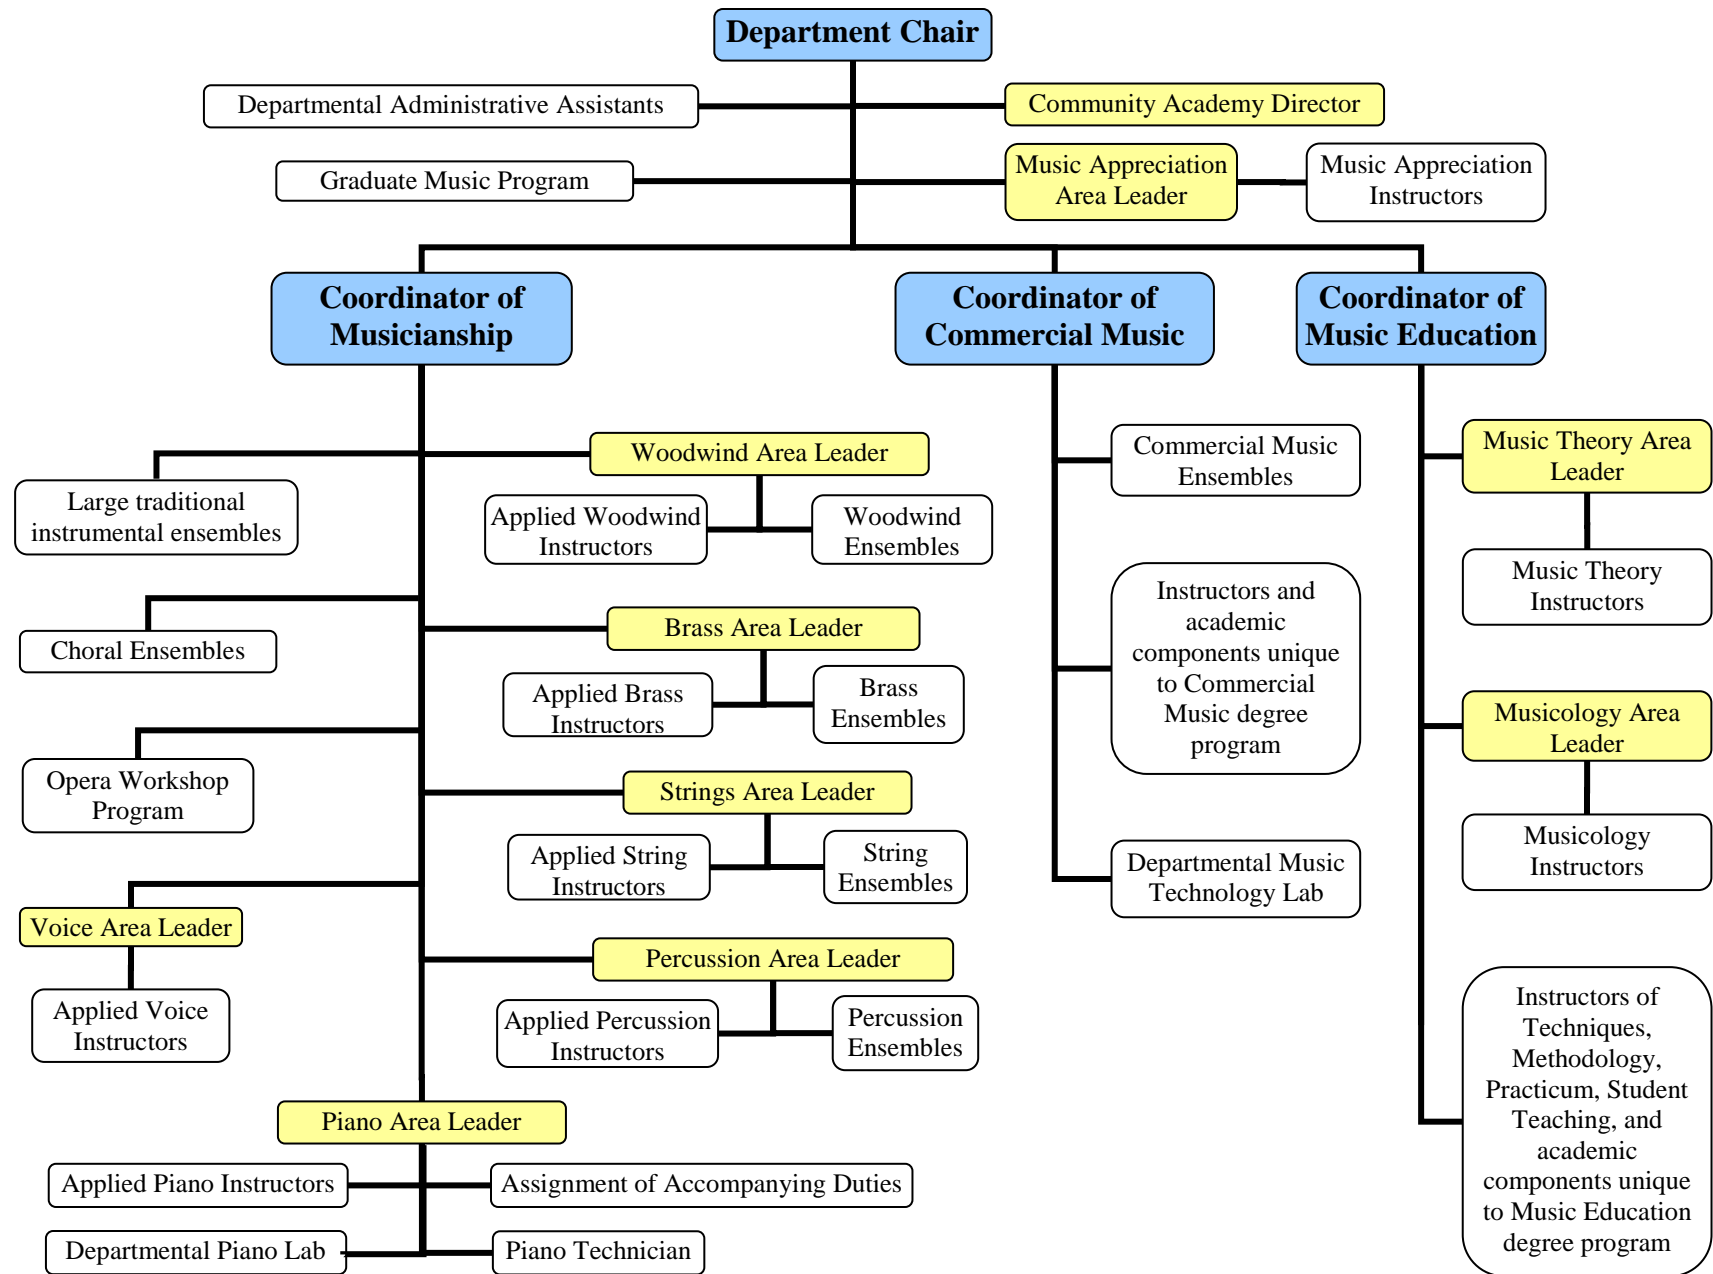 Department Chair
Departmental Administrative Assistants
Community Academy Director
Graduate Music Program
Music Appreciation
Area Leader
Music Appreciation
Instructors
Coordinator of
Musicianship
Coordinator of
Commercial Music
Coordinator of
Music Education
Large traditional
instrumental ensembles
Woodwind Area Leader
Applied Woodwind
Instructors
Woodwind
Ensembles
Choral Ensembles
Brass Area Leader
Applied Brass
Instructors
Brass
Ensembles
Opera Workshop
Program
Strings Area Leader
Applied String
Instructors
String
Ensembles
Voice Area Leader
Applied Voice
Instructors
Percussion Area Leader
Applied Percussion
Instructors
Percussion
Ensembles
Piano Area Leader
Applied Piano Instructors
Assignment of Accompanying Duties
Departmental Piano Lab
Piano Technician
Commercial Music
Ensembles
Instructors and
academic
components unique
to Commercial
Music degree
program
Departmental Music
Technology Lab
Music Theory Area
Leader
Music Theory
Instructors
Musicology Area
Leader
Musicology
Instructors
Instructors of
Techniques,
Methodology,
Practicum, Student
Teaching, and
academic
components unique
to Music Education
degree program